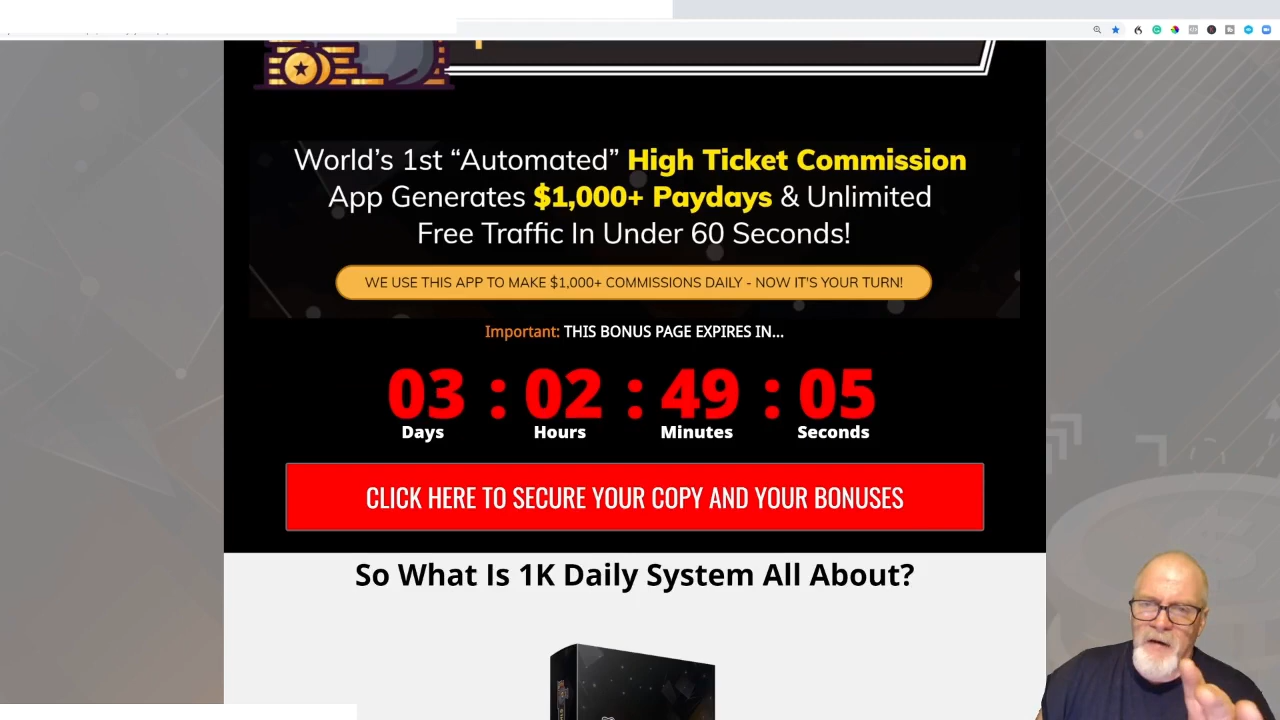 World's 1st “Automated” High Ticket Commission
App Generates $1,000+ Paydays & Unlimited
Free Traffic In Under 60 Seconds!
WE USE THIS APP TO MAKE $1,000+ COMMISSIONS DAILY - NOW IT'S YOUR TURN!
Important: THIS BONUS PAGE EXPIRES IN...
03 : 02 : 49 : 05
Days Hours Minutes Seconds
CLICK HERE TO SECURE YOUR COPY AND YOUR BONUSES
So What Is 1K Daily System All About?